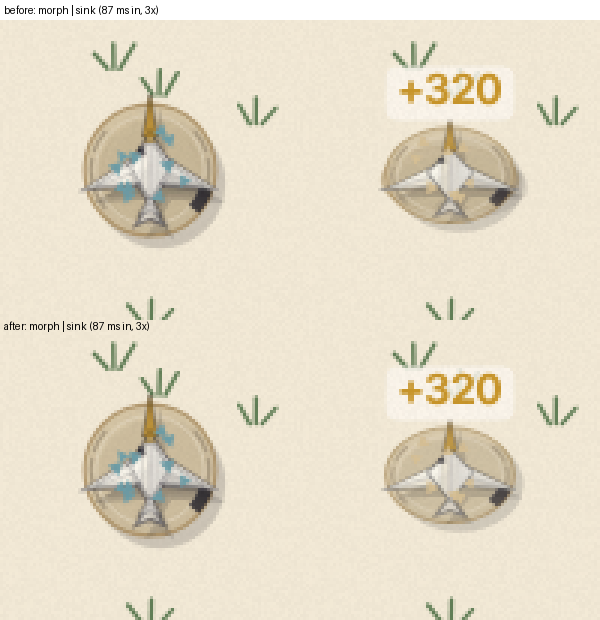 before: morph | sink (87 ms in, 3x)
+320
after: morph | sink (87 ms in, 3x)
+320